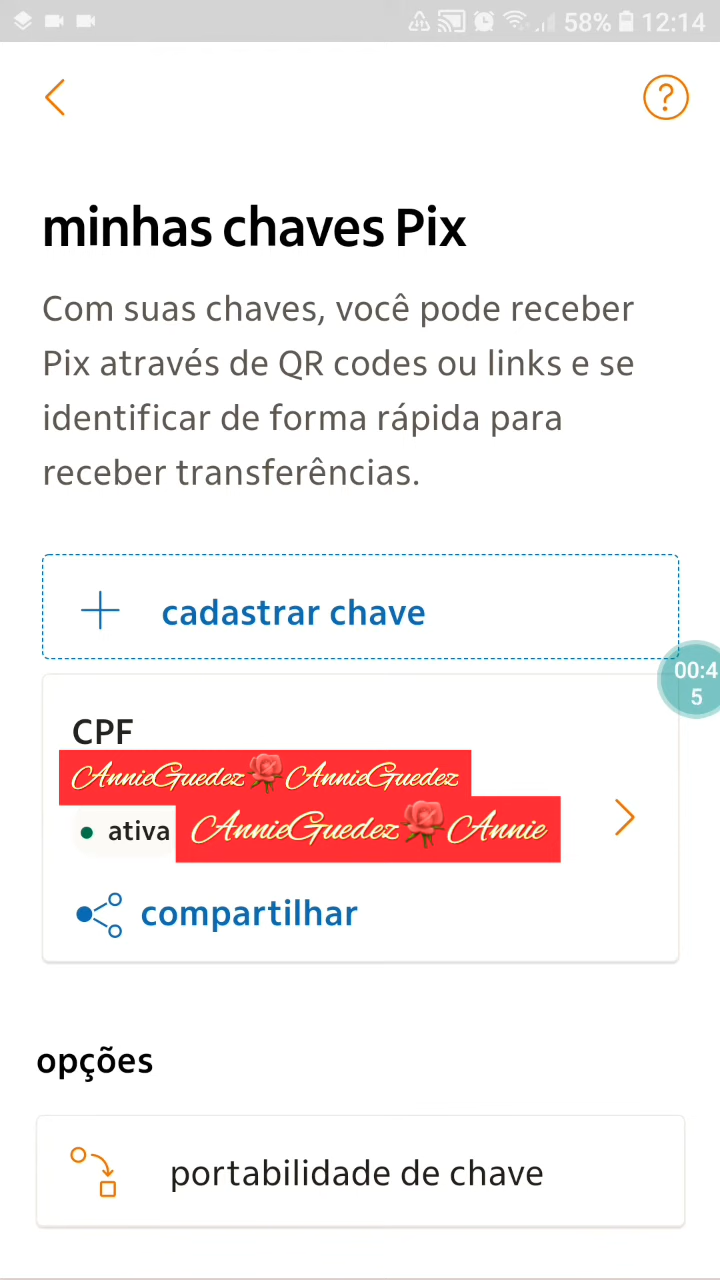 58% 12:14
?
minhas chaves Pix
Com suas chaves, você pode receber
Pix através de QR codes ou links e se
identificar de forma rápida para
receber transferências.
cadastrar chave
00:4
5
CPF
AnnieGuedez🌹AnnieGuedez
ativa
AnnieGuedez🌹Annie
compartilhar
opções
portabilidade de chave